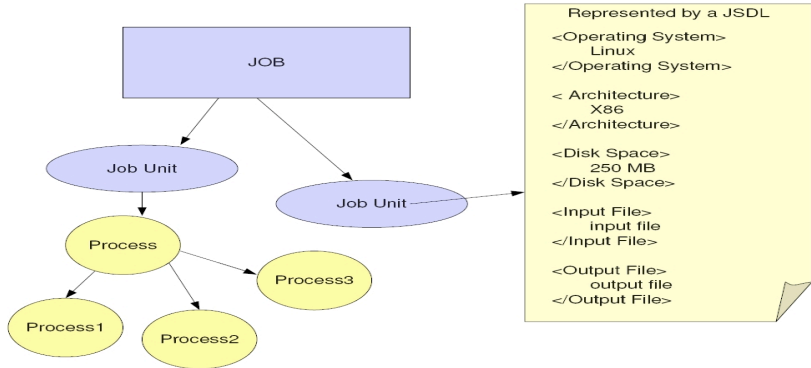 JOB
Job Unit
Job Unit
Process
Process1
Process2
Process3
Represented by a JSDL
<Operating System>
Linux
</Operating System>
< Architecture>
X86
</Architecture>
<Disk Space>
250 MB
</Disk Space>
<Input File>
input file
</Input File>
<Output File>
output file
</Output File>